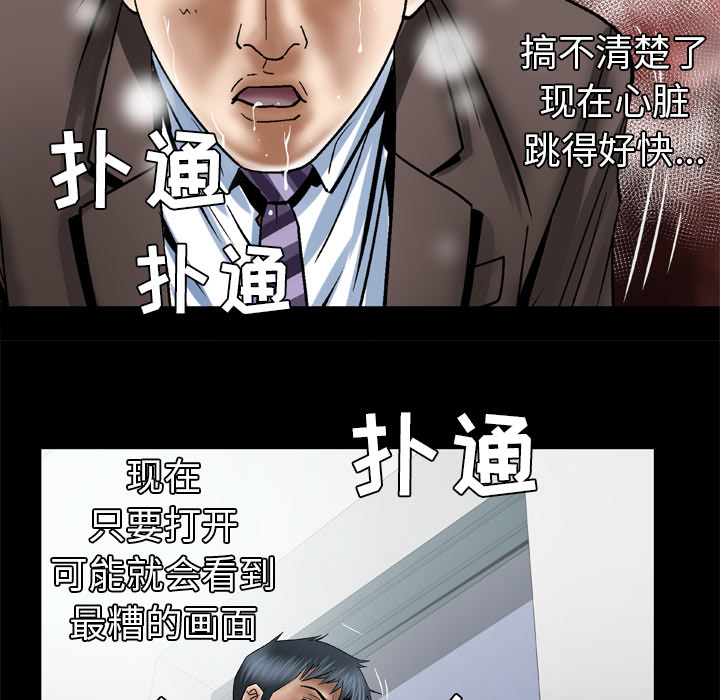 搞不清楚了
现在心脏
跳得好快...
扑通
扑通
扑通
现在
只要打开
可能就会看到
最糟的画面